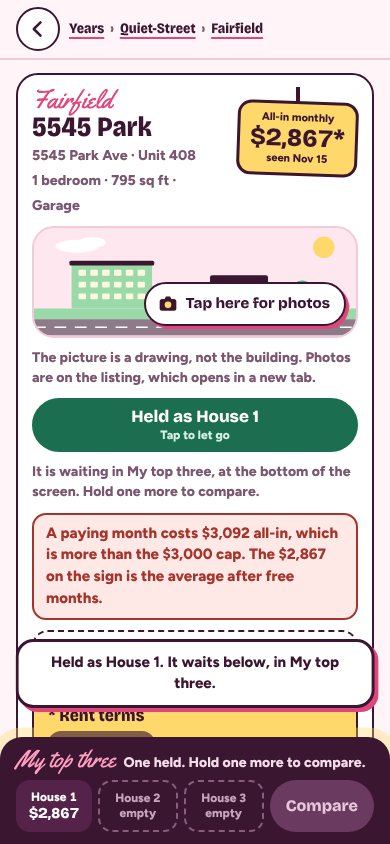 Years › Quiet-Street › Fairfield
Fairfield
5545 Park
5545 Park Ave · Unit 408
1 bedroom · 795 sq ft ·
Garage
All-in monthly
$2,867*
seen Nov 15
Tap here for photos
The picture is a drawing, not the building. Photos
are on the listing, which opens in a new tab.
Held as House 1
Tap to let go
It is waiting in My top three, at the bottom of the
screen. Hold one more to compare.
A paying month costs $3,092 all-in, which
is more than the $3,000 cap. The $2,867
on the sign is the average after free
months.
Held as House 1. It waits below, in My top
three.
* Rent terms
My top three One held. Hold one more to compare.
House 1
$2,867
House 2
empty
House 3
empty
Compare